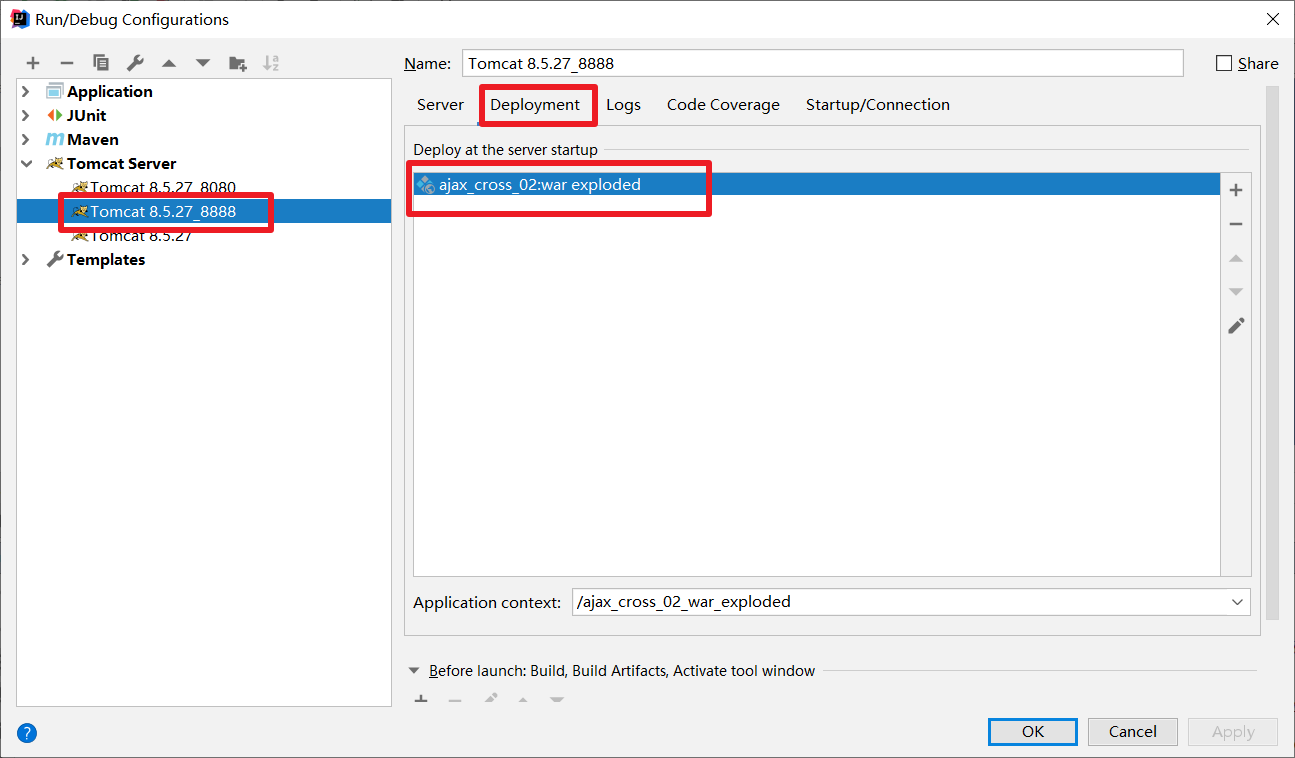 Run/Debug Configurations
Name: Tomcat 8.5.27_8888
Share
Application
JUnit
Maven
Tomcat Server
Tomcat 8.5.27_8080
Tomcat 8.5.27_8888
Tomcat 8.5.27
Templates
Server Deployment Logs Code Coverage Startup/Connection
Deploy at the server startup
ajax_cross_02:war exploded
Application context: /ajax_cross_02_war_exploded
Before launch: Build, Build Artifacts, Activate tool window
? OK Cancel Apply